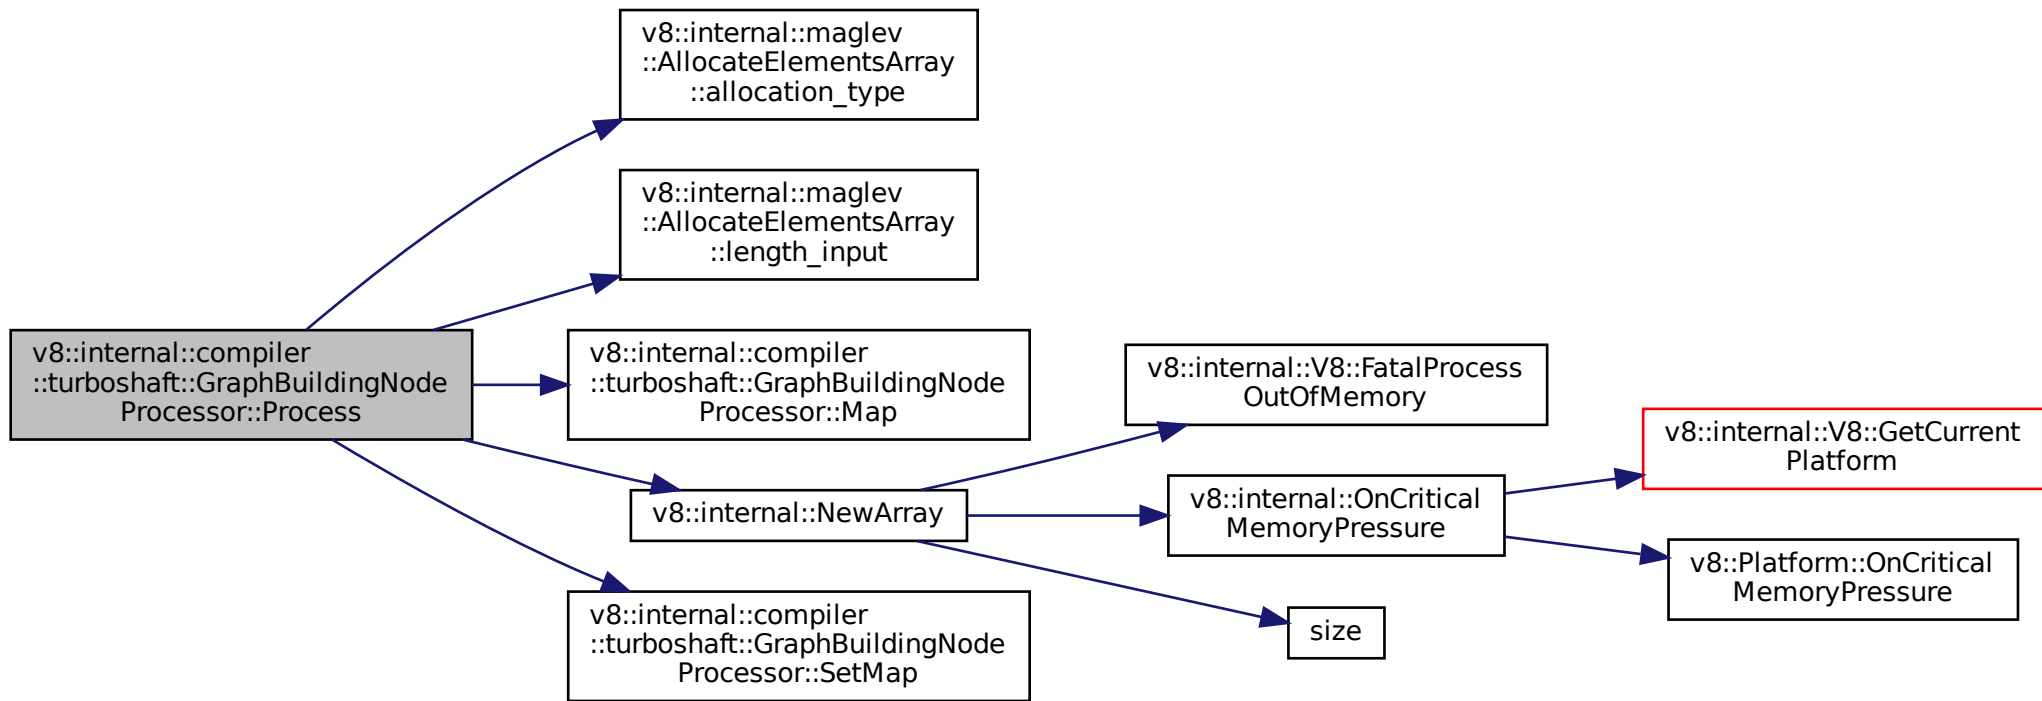 v8::internal::maglev
::AllocateElementsArray
::allocation_type
v8::internal::maglev
::AllocateElementsArray
::length_input
v8::internal::compiler
::turboshaft::GraphBuildingNode
Processor::Process
v8::internal::compiler
::turboshaft::GraphBuildingNode
Processor::Map
v8::internal::NewArray
v8::internal::compiler
::turboshaft::GraphBuildingNode
Processor::SetMap
v8::internal::V8::FatalProcess
OutOfMemory
v8::internal::OnCritical
MemoryPressure
size
v8::internal::V8::GetCurrent
Platform
v8::Platform::OnCritical
MemoryPressure